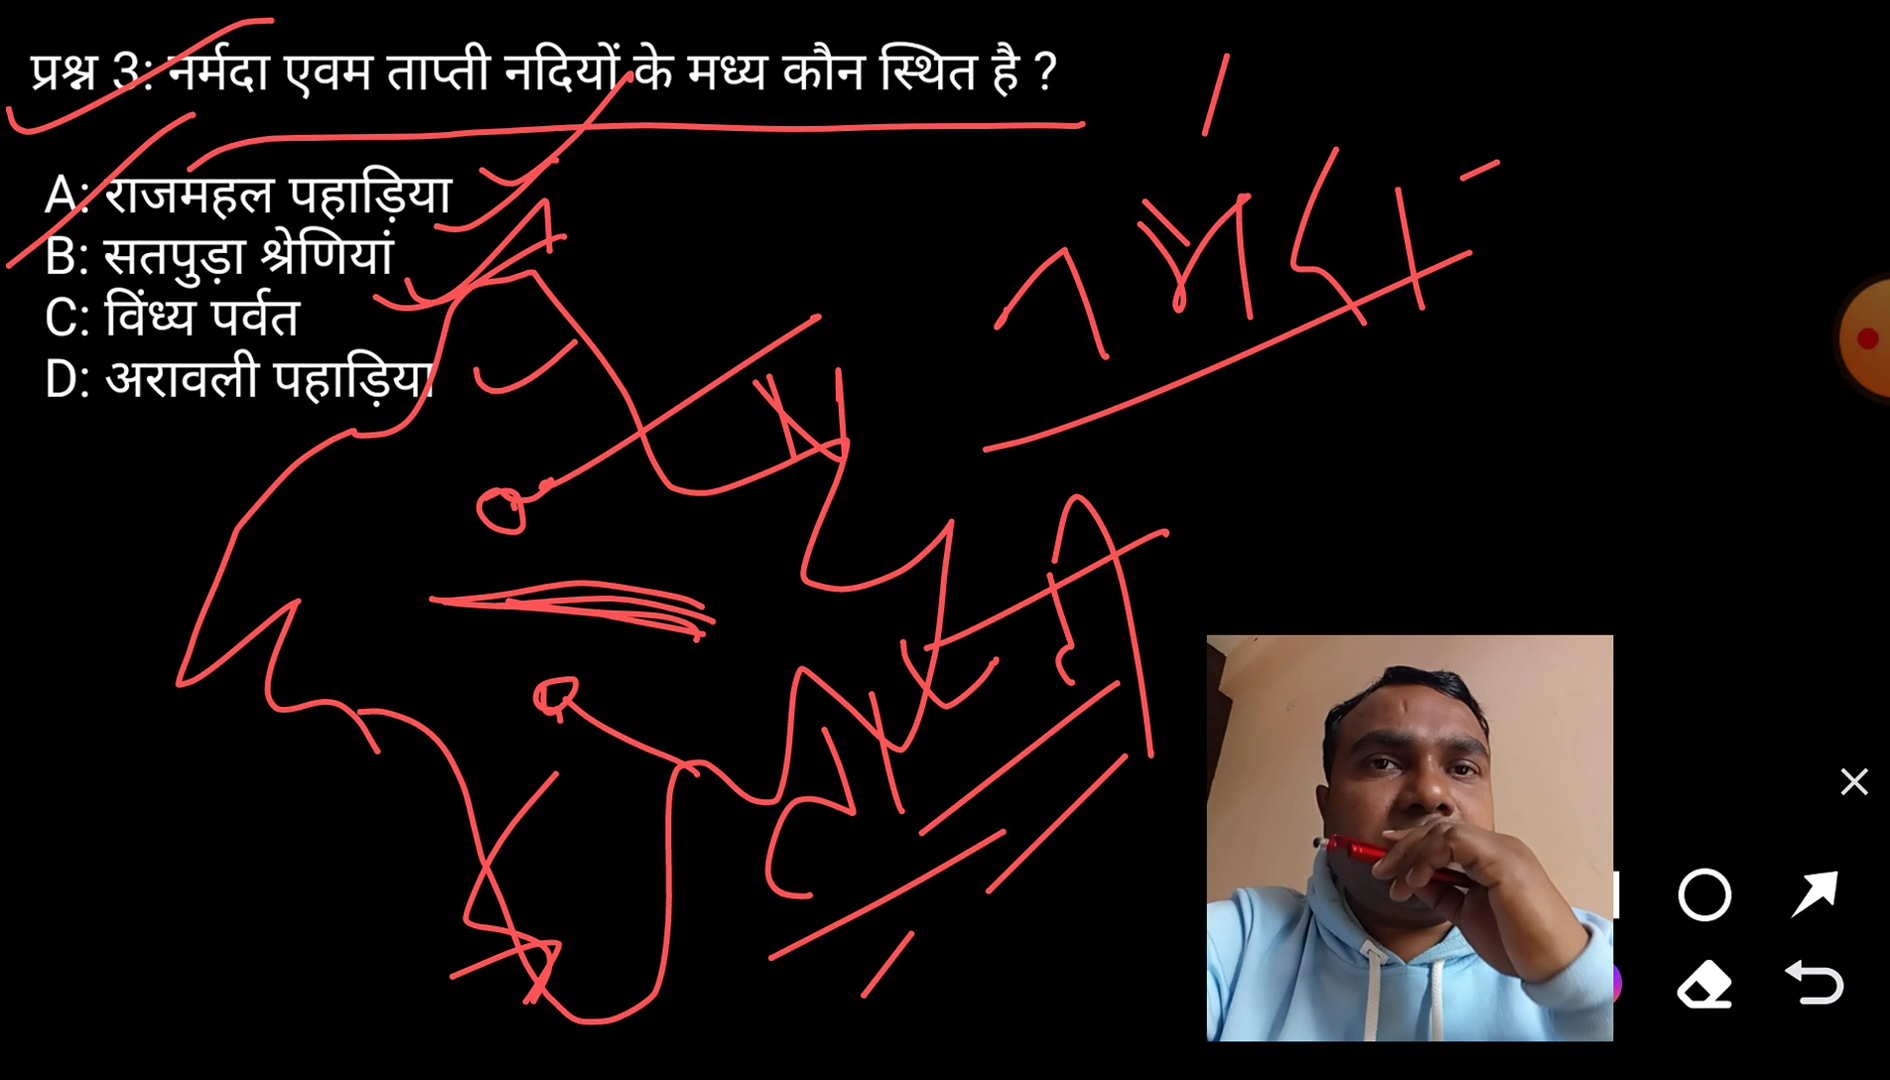 प्रश्न 3: नर्मदा एवम ताप्ती नदियों के मध्य कौन स्थित है ?
A: राजमहल पहाड़िया
B: सतपुड़ा श्रेणियां
C: विंध्य पर्वत
D: अरावली पहाड़िया